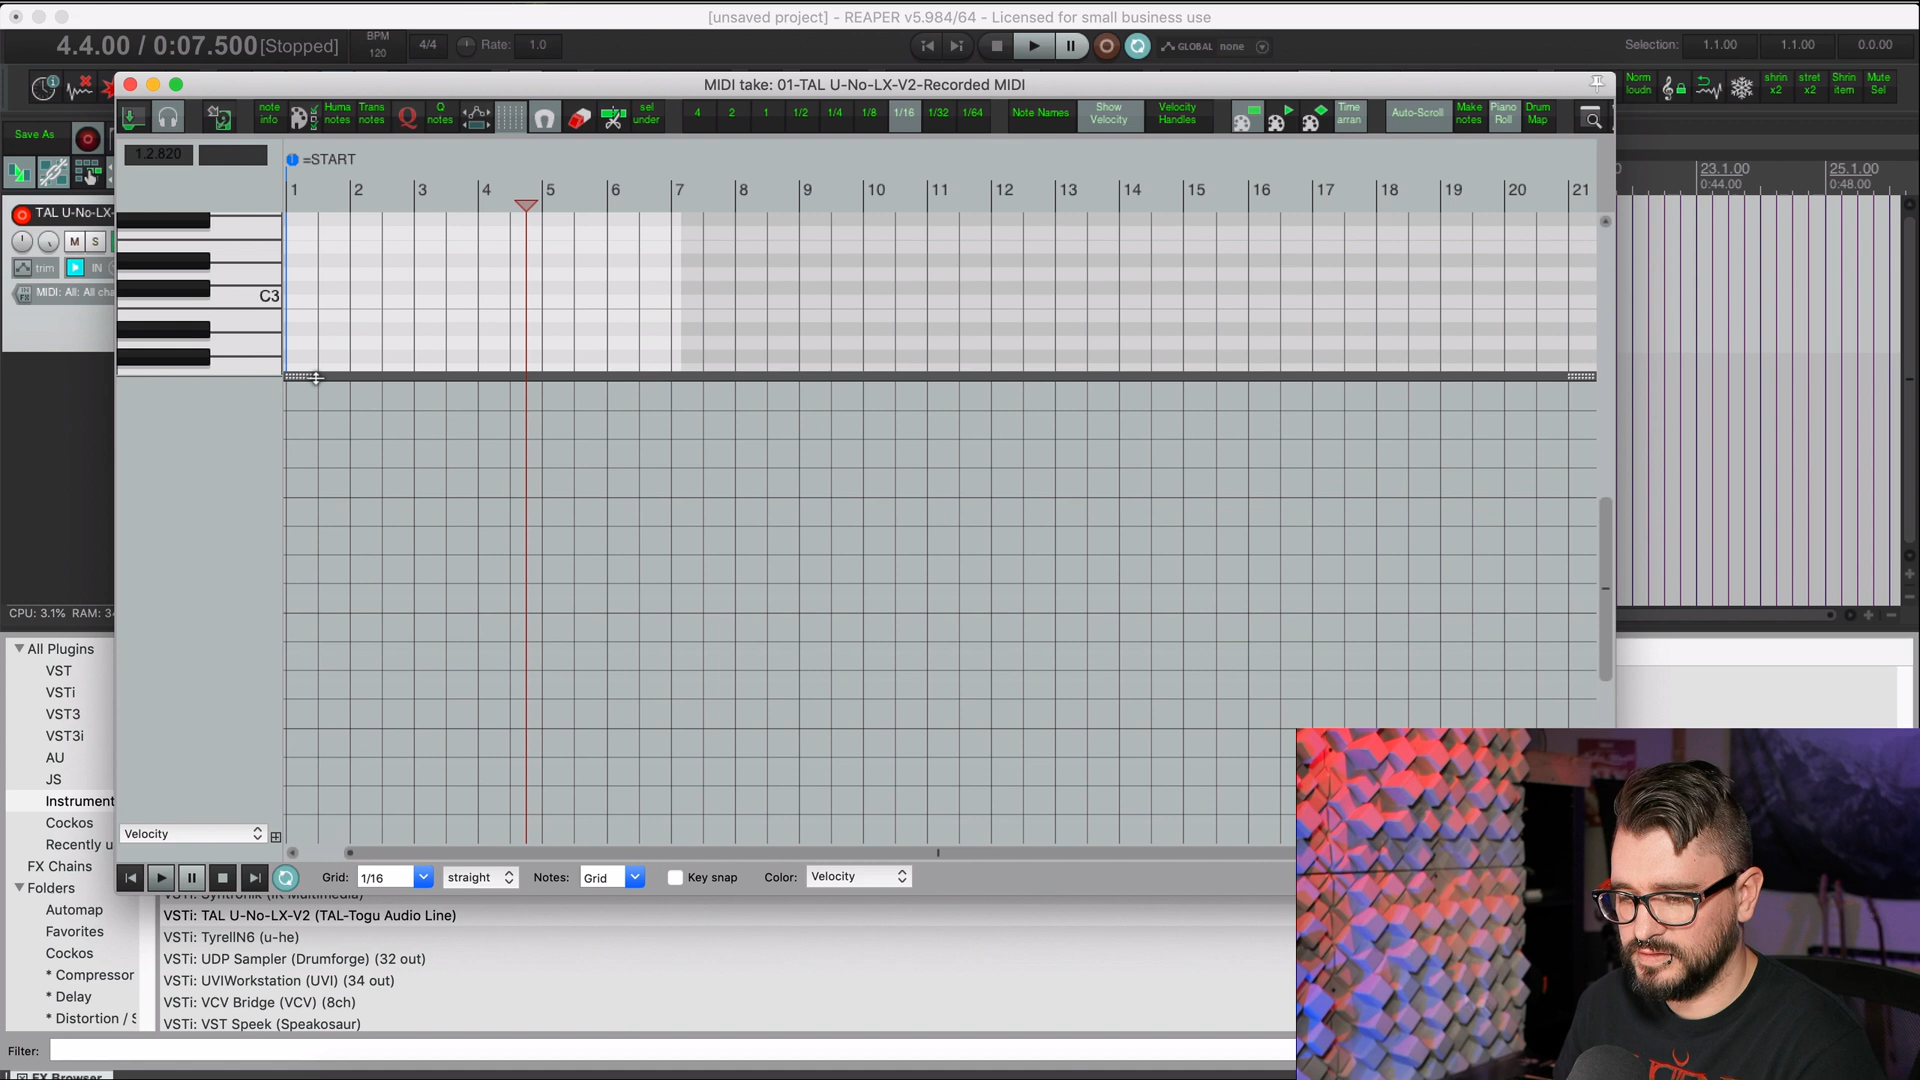 [unsaved project] - REAPER v5.984/64 - Licensed for small business use
4.4.00 / 0:07.500 [Stopped]
BPM
120
4/4
Rate:
1.0
GLOBAL none
Selection:
1.1.00
1.1.00
0.0.00
MIDI take: 01-TAL U-No-LX-V2-Recorded MIDI
Norm
loudn
shrin
x2
stret
x2
Shrin
item
Mute
Sel
note
info
Huma
notes
Trans
notes
Q
Q
notes
sel
under
4
2
1
1/2
1/4
1/8
1/16
1/32
1/64
Note Names
Show
Velocity
Velocity
Handles
Time
arran
Auto-Scroll
Make
notes
Piano
Roll
Drum
Map
Save As
1.2.820
=START
1 2 3 4 5 6 7 8 9 10 11 12 13 14 15 16 17 18 19 20 21
23.1.00
0:44.00
25.1.00
0:48.00
TAL U-No-LX-
M S
trim
IN
C3
IN
FX
MIDI: All: All cha
CPU: 3.1% RAM: 3
All Plugins
VST
VSTi
VST3
VST3i
AU
JS
Instrument
Cockos
Recently u
FX Chains
Folders
Automap
Favorites
Cockos
* Compressor
* Delay
* Distortion / S
Velocity
Grid:
1/16
straight
Notes:
Grid
Key snap
Color:
Velocity
VSTi: Syntronik (IK Multimedia)
VSTi: TAL U-No-LX-V2 (TAL-Togu Audio Line)
VSTi: TyrellN6 (u-he)
VSTi: UDP Sampler (Drumforge) (32 out)
VSTi: UVIWorkstation (UVI) (34 out)
VSTi: VCV Bridge (VCV) (8ch)
VSTi: VST Speek (Speakosaur)
Filter:
FX Browser